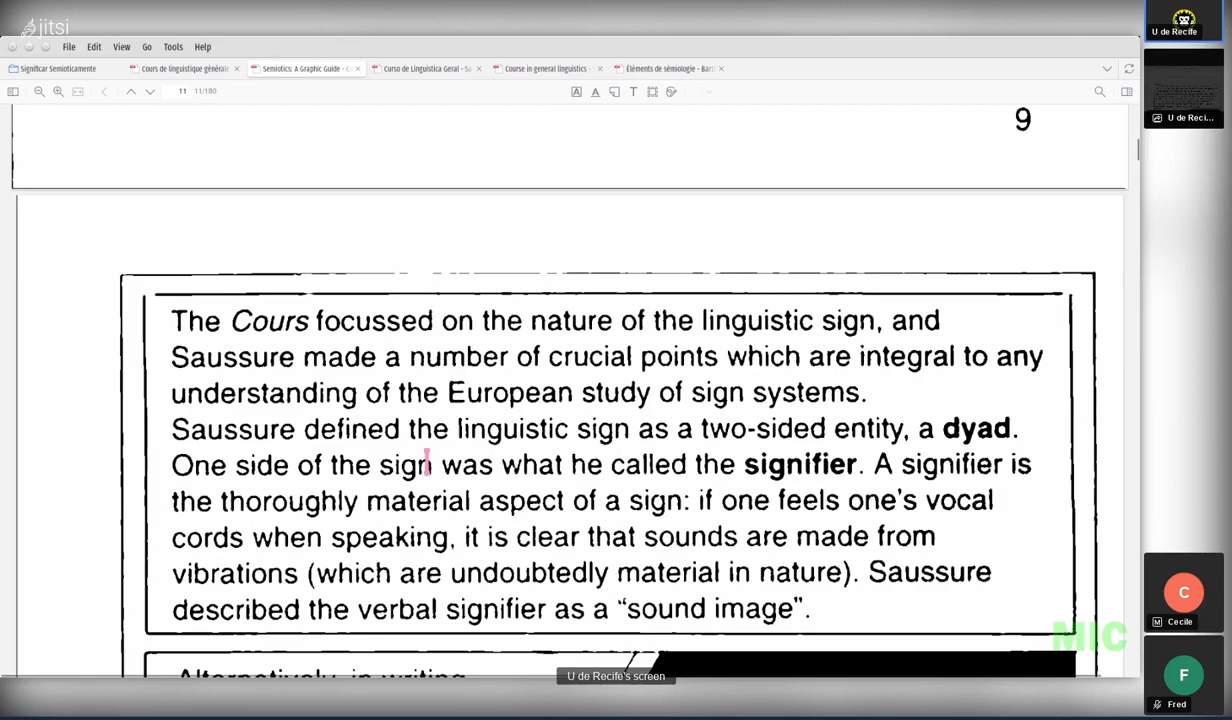 jitsi
U de Recife
File Edit View Go Tools Help
Significar Semioticamente
Cours de linguistique générale
Semiotics: A Graphic Guide - C
Curso de Linguística Geral - Sa
Course in general linguistics -
Éléments de sémiologie - Bart
11 11/180
U de Reci...
9
The Cours focussed on the nature of the linguistic sign, and
Saussure made a number of crucial points which are integral to any
understanding of the European study of sign systems.
Saussure defined the linguistic sign as a two-sided entity, a dyad.
One side of the sign was what he called the signifier. A signifier is
the thoroughly material aspect of a sign: if one feels one's vocal
cords when speaking, it is clear that sounds are made from
vibrations (which are undoubtedly material in nature). Saussure
described the verbal signifier as a "sound image".
Alternatively, in writing
C
M Cecile
MIC
U de Recife's screen
F
Fred